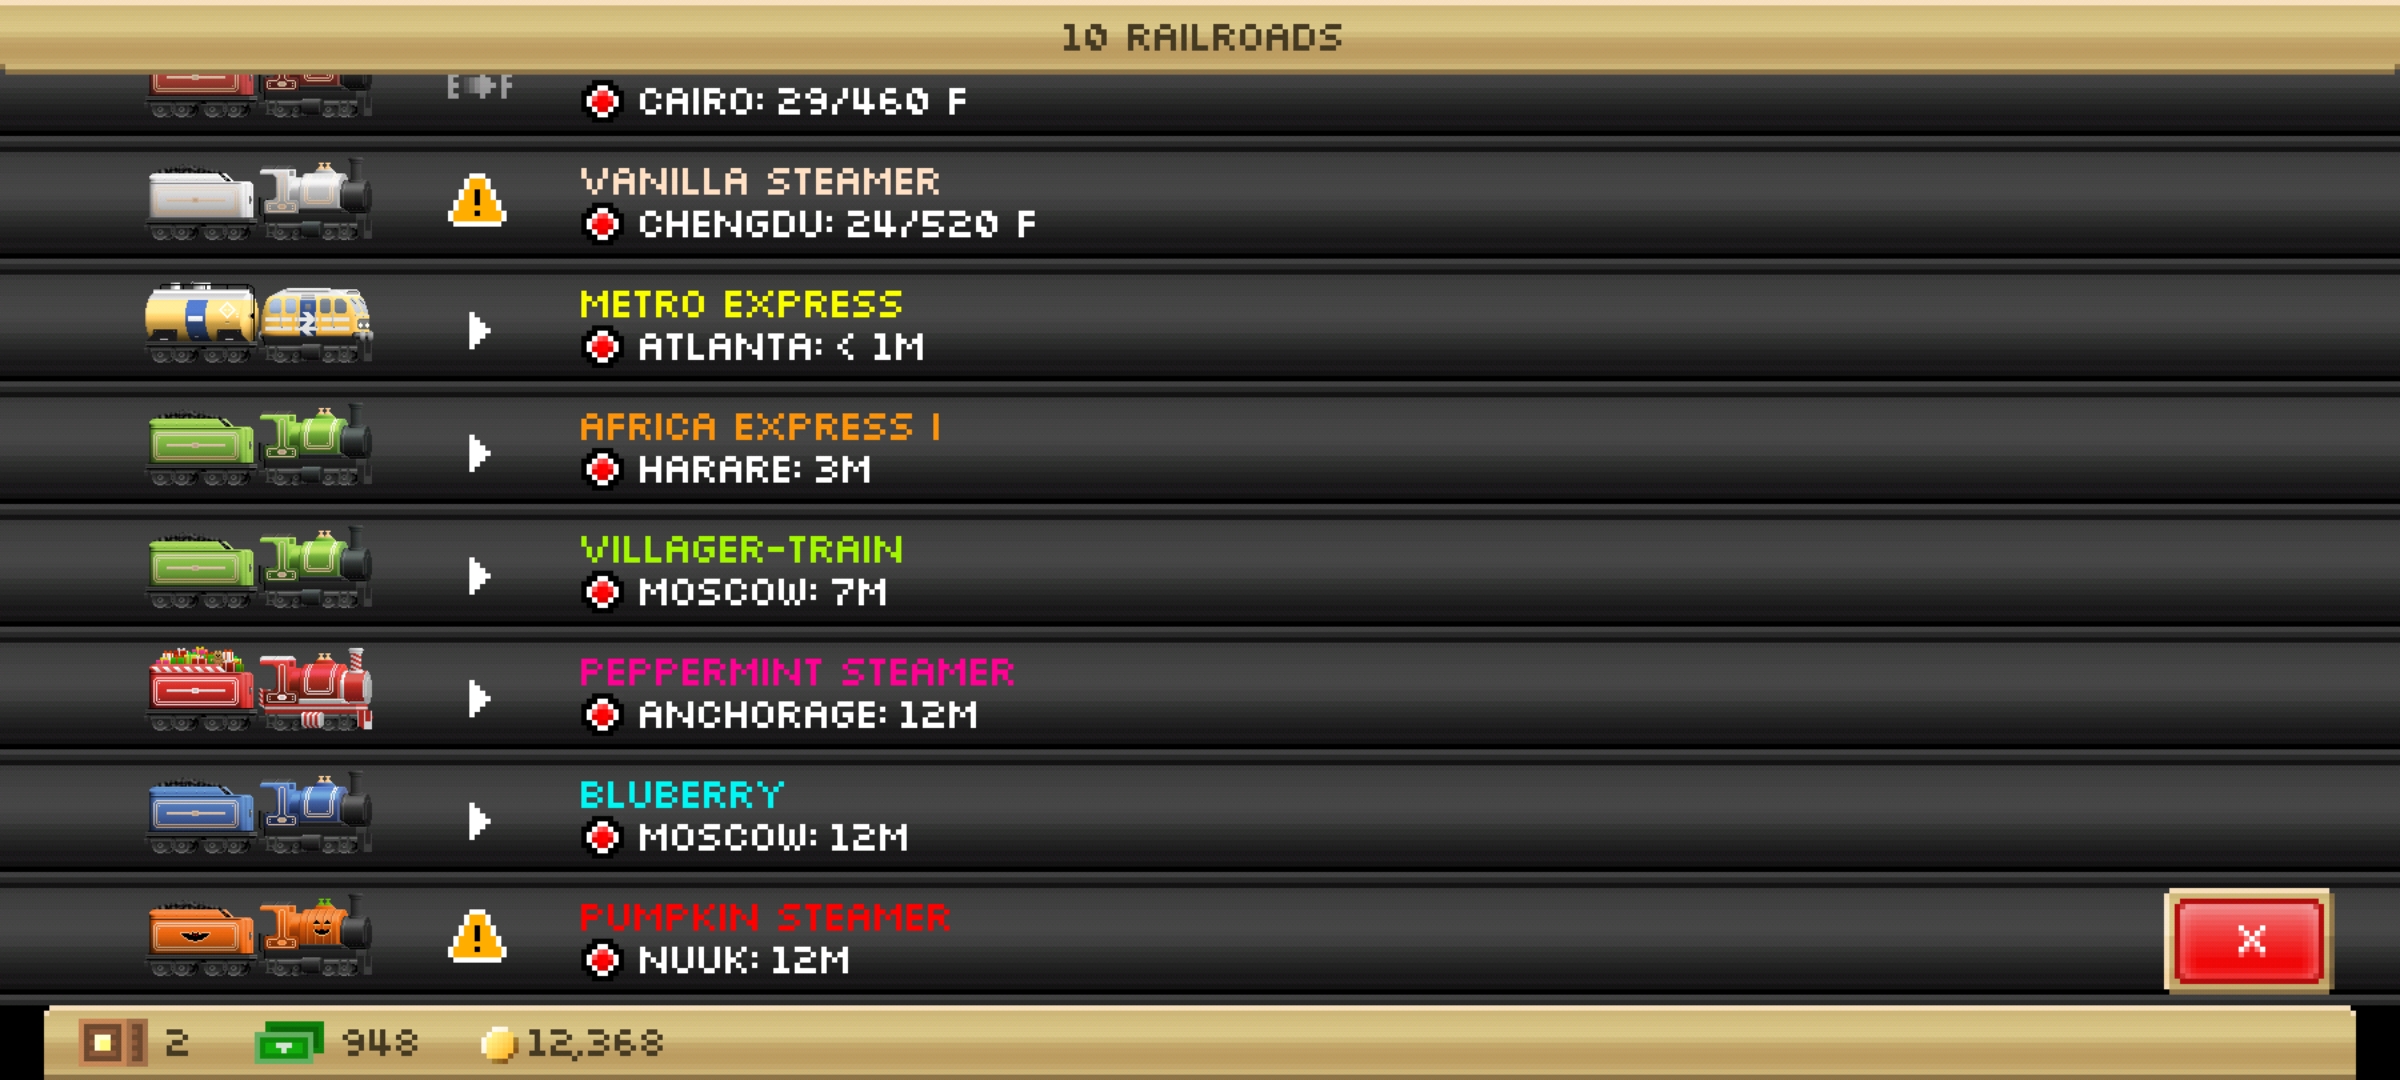 10 RAILROADS
E F
CAIRO: 29/460 F
VANILLA STEAMER
CHENGDU: 24/520 F
METRO EXPRESS
ATLANTA: < 1M
AFRICA EXPRESS I
HARARE: 3M
VILLAGER-TRAIN
MOSCOW: 7M
PEPPERMINT STEAMER
ANCHORAGE: 12M
BLUBERRY
MOSCOW: 12M
PUMPKIN STEAMER
NUUK: 12M
X
2 948 12,368